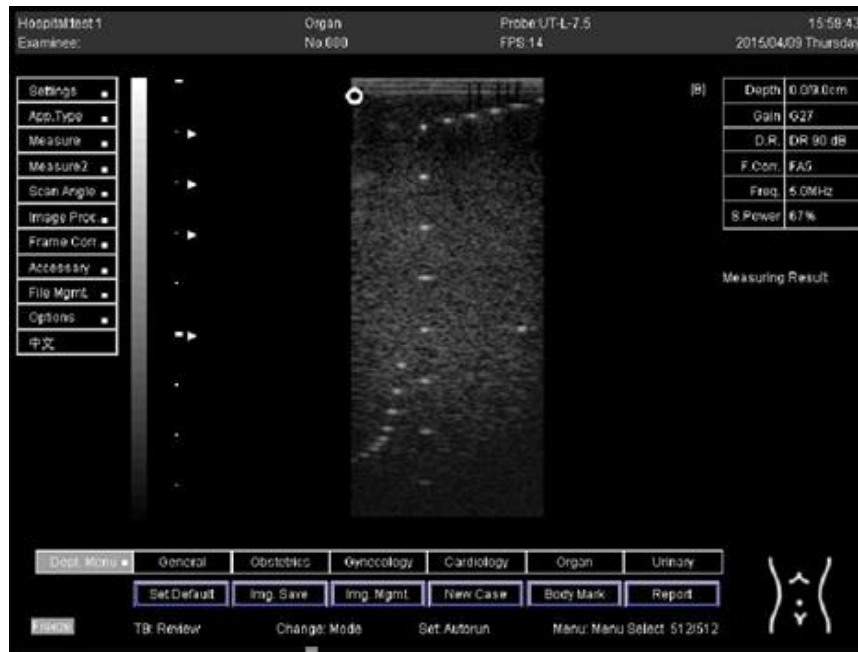 Hospital test 1 Organ Probe:UT-L-7.5 15:59:43
Examinee: No:000 FPS:14 2015/04/09 Thursday
[B]
Settings
App.Type
Measure
Measure2
Scan Angle
Image Proc.
Frame Corr
Accessary
File Mgmt.
Options
中文
Depth 0.0/9.0cm
Gain G27
D.R. DR 90 dB
F.Corr. FA5
Freq. 5.0MHz
S.Power 67%
Measuring Result
Dept. Menu General Obstetrics Gynecology Cardiology Organ Urinary
Set Default Img. Save Img. Mgmt. New Case Body Mark Report
Freeze TB: Review Change: Mode Set: Autorun Menu: Menu Select 512/512